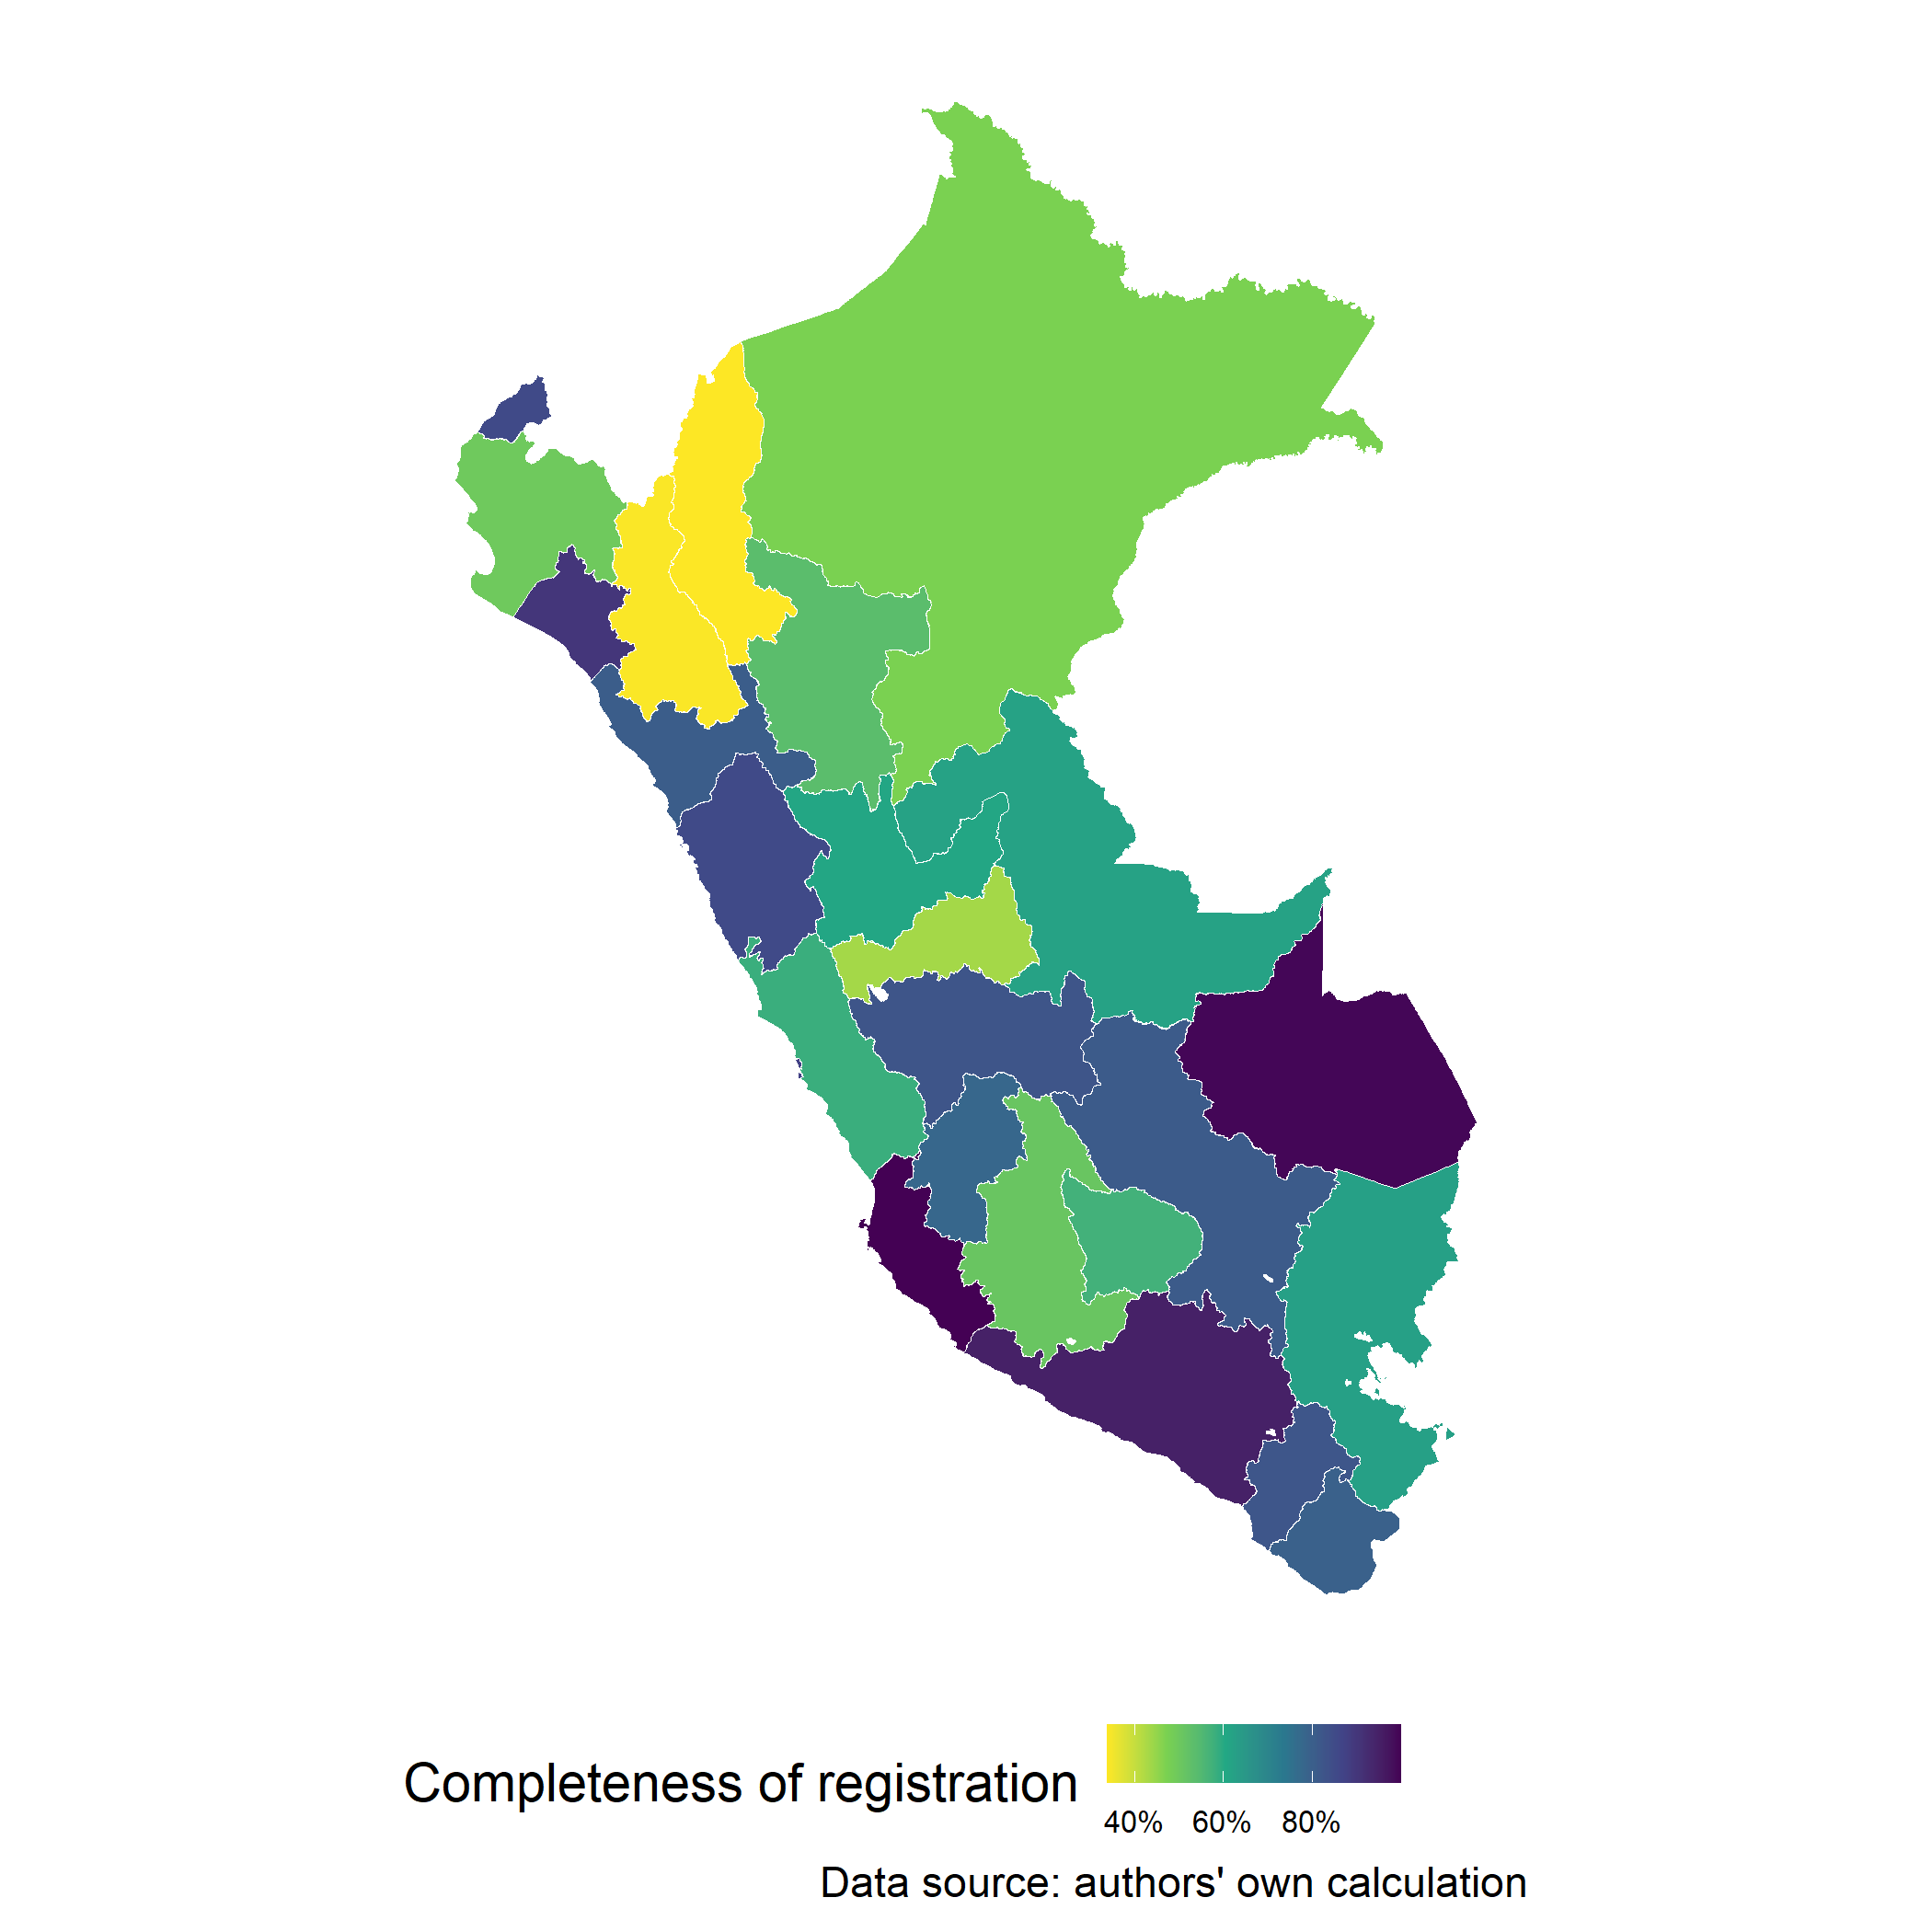 Completeness of registration
40% 60% 80%
Data source: authors' own calculation